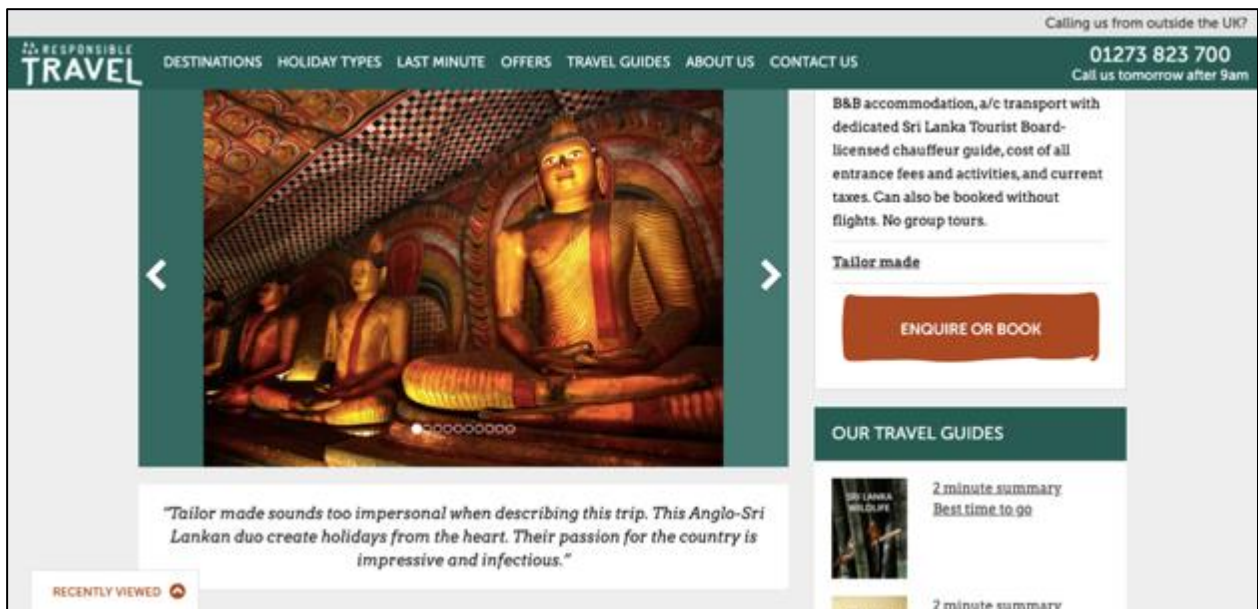 Calling us from outside the UK?
RESPONSIBLE
TRAVEL
DESTINATIONS HOLIDAY TYPES LAST MINUTE OFFERS TRAVEL GUIDES ABOUT US CONTACT US
01273 823 700
Call us tomorrow after 9am
B&B accommodation, a/c transport with
dedicated Sri Lanka Tourist Board-
licensed chauffeur guide, cost of all
entrance fees and activities, and current
taxes. Can also be booked without
flights. No group tours.
Tailor made
ENQUIRE OR BOOK
"Tailor made sounds too impersonal when describing this trip. This Anglo-Sri
Lankan duo create holidays from the heart. Their passion for the country is
impressive and infectious."
OUR TRAVEL GUIDES
SRI LANKA
WILDLIFE
2 minute summary
Best time to go
2 minute summary
RECENTLY VIEWED